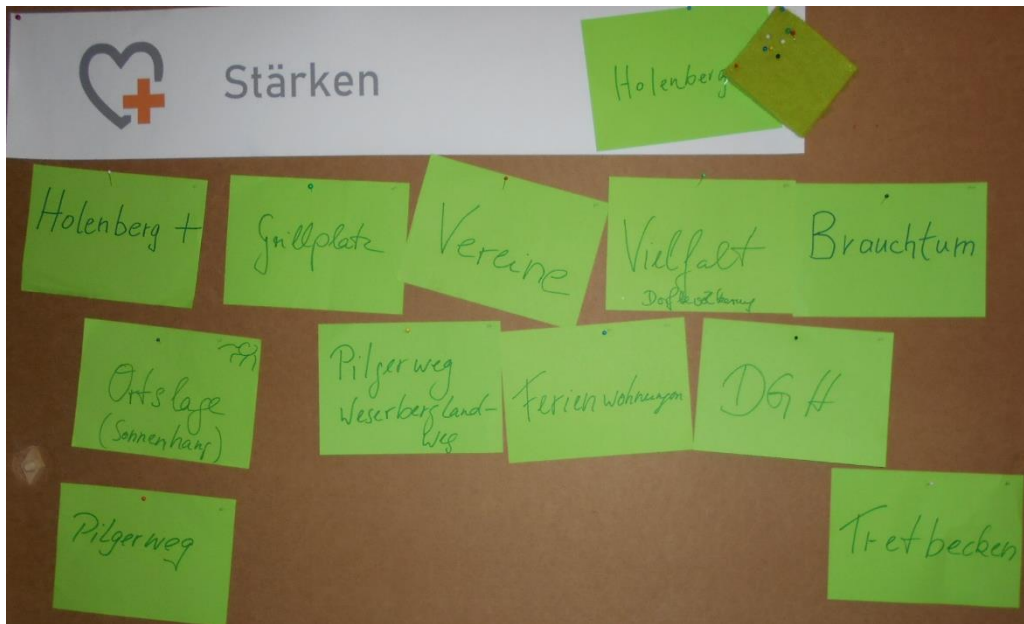 Stärken
Holenberg
Holenberg +
Grillplatz
Vereine
Vielfalt
Brauchtum
Ortslage
(Sonnenhang)
Pilgerweg
Weserbergland-
weg
Ferienwohnungen
DGH
Pilgerweg
Tretbecken